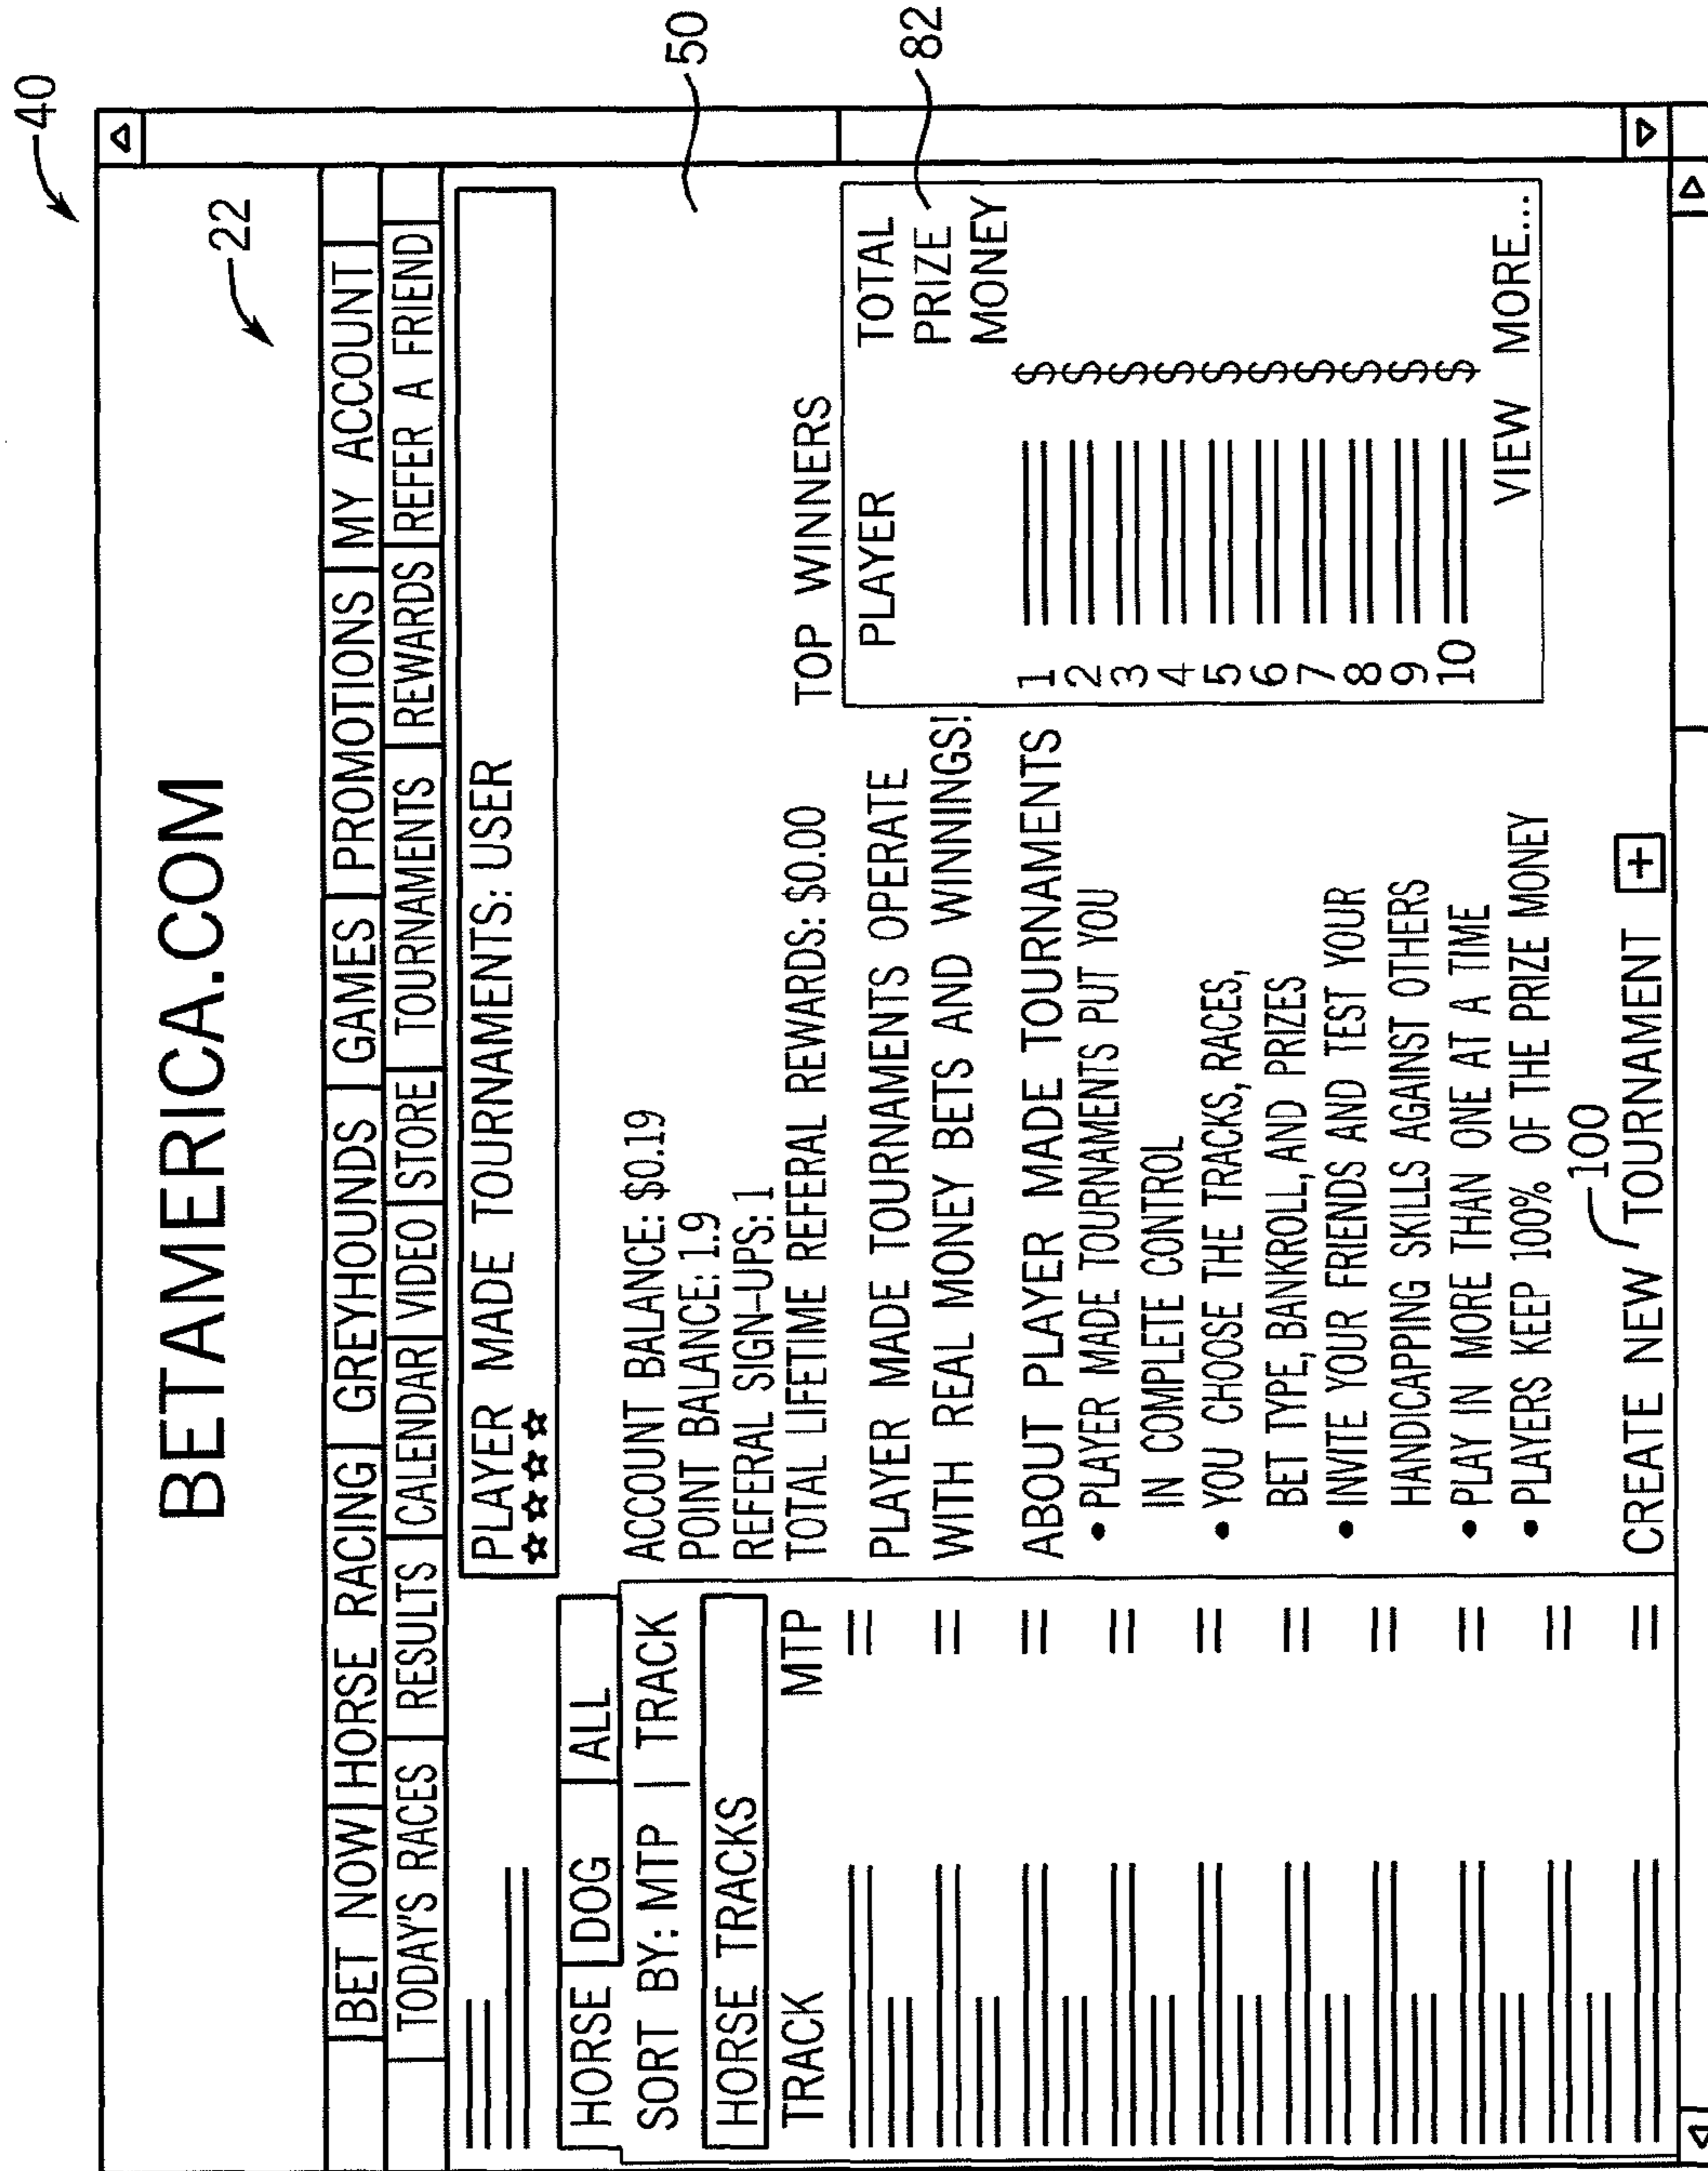 40
BETAMERICA.COM
22
BET NOW | HORSE RACING | GREYHOUNDS | GAMES | PROMOTIONS | MY ACCOUNT
TODAY'S RACES | RESULTS | CALENDAR | VIDEO | STORE | TOURNAMENTS | REWARDS | REFER A FRIEND
PLAYER MADE TOURNAMENTS: USER
HORSE | DOG | ALL
SORT BY: MTP | TRACK
HORSE TRACKS
TRACK MTP
ACCOUNT BALANCE: $0.19
POINT BALANCE: 1.9
REFERAL SIGN-UPS: 1
TOTAL LIFETIME REFERAL REWARDS: $0.00
PLAYER MADE TOURNAMENTS OPERATE
WITH REAL MONEY BETS AND WINNINGS!
ABOUT PLAYER MADE TOURNAMENTS
• PLAYER MADE TOURNAMENTS PUT YOU
IN COMPLETE CONTROL
• YOU CHOOSE THE TRACKS, RACES,
BET TYPE, BANKROLL, AND PRIZES
• INVITE YOUR FRIENDS AND TEST YOUR
HANDICAPPING SKILLS AGAINST OTHERS
• PLAY IN MORE THAN ONE AT A TIME
• PLAYERS KEEP 100% OF THE PRIZE MONEY
100
CREATE NEW TOURNAMENT +
50
TOP WINNERS
82
PLAYER TOTAL
PRIZE
MONEY
1 $
2 $
3 $
4 $
5 $
6 $
7 $
8 $
9 $
10 $
VIEW MORE...